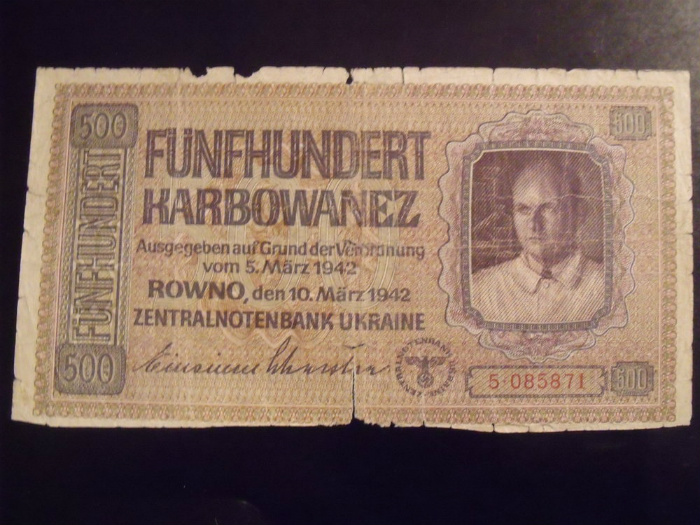 500
FÜNFHUNDERT
500
FÜNFHUNDERT
KARBOWANEZ
Ausgegeben auf Grund der Verordnung
vom 5. März 1942
ROWNO, den 10. März 1942
ZENTRALNOTENBANK UKRAINE
500
5·085871
500